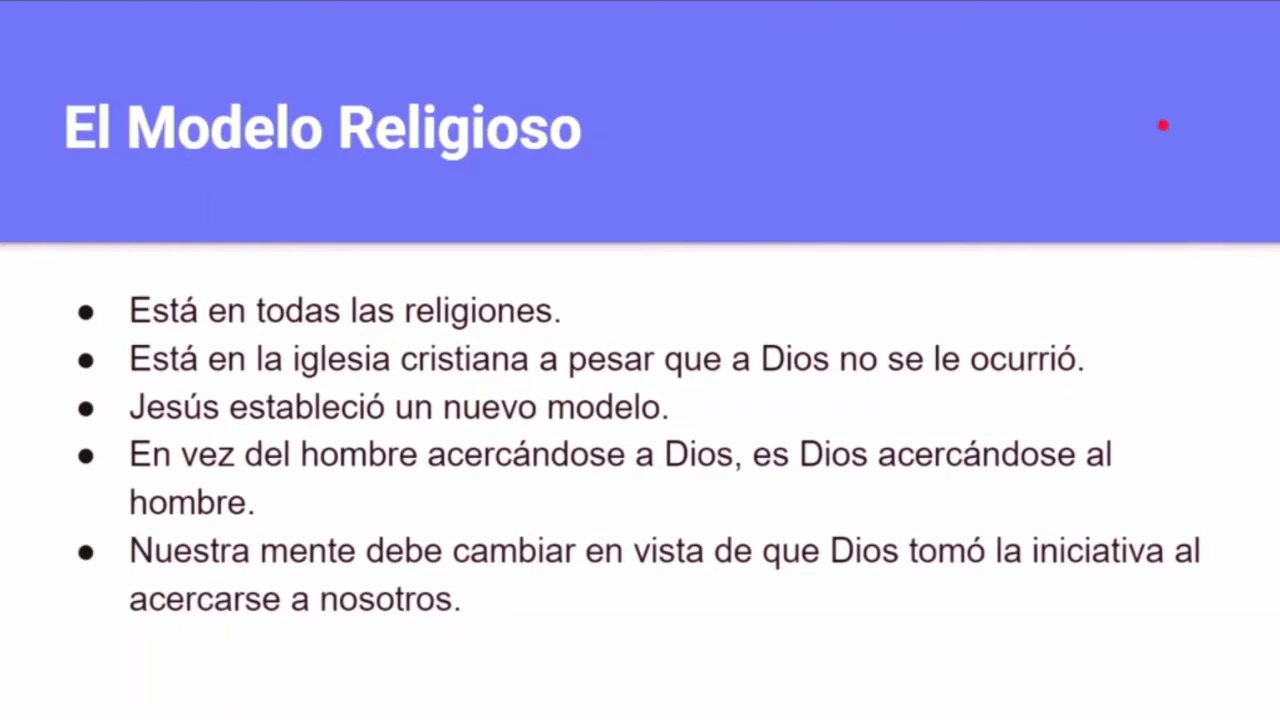 El Modelo Religioso
● Está en todas las religiones.
● Está en la iglesia cristiana a pesar que a Dios no se le ocurrió.
● Jesús estableció un nuevo modelo.
● En vez del hombre acercándose a Dios, es Dios acercándose al
hombre.
● Nuestra mente debe cambiar en vista de que Dios tomó la iniciativa al
acercarse a nosotros.